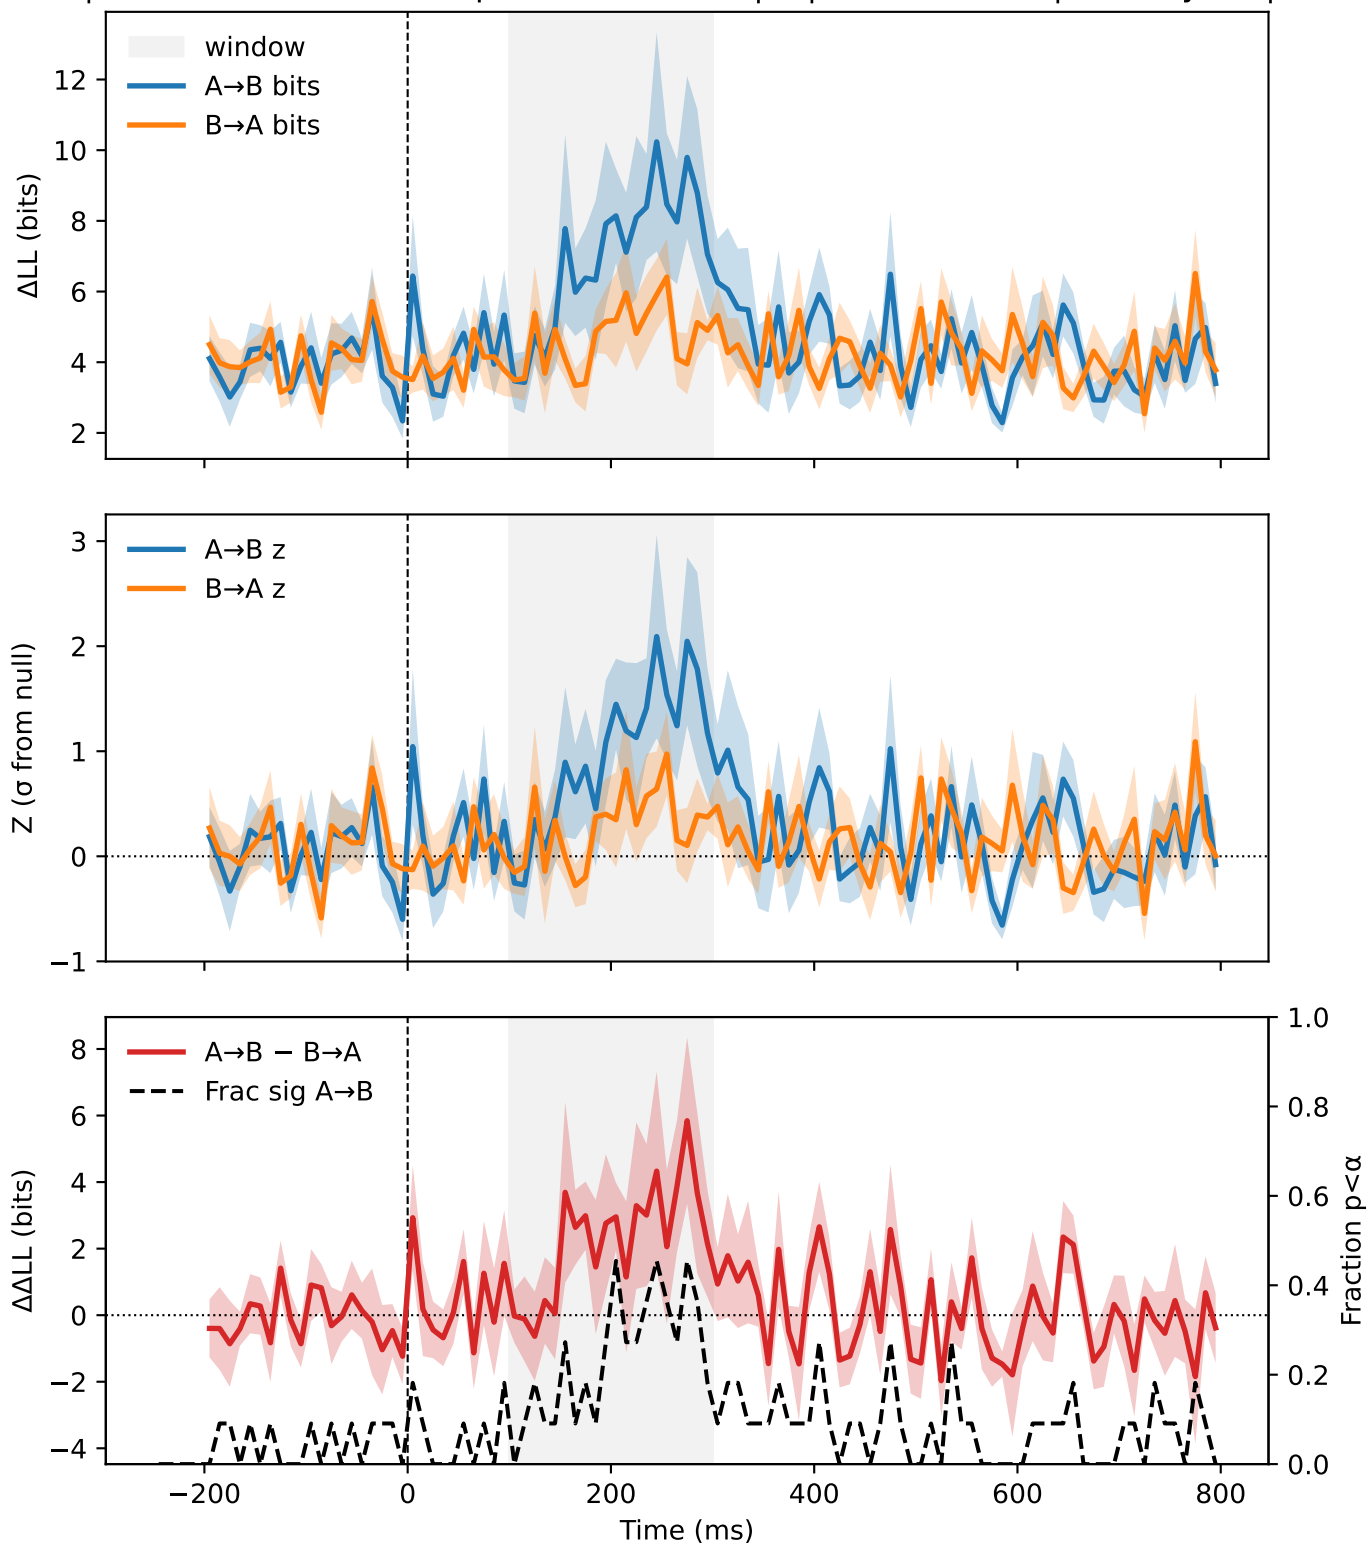 window
A→B bits
B→A bits
ΔLL (bits)
12
10
8
6
4
2
A→B z
B→A z
Z (σ from null)
3
2
1
0
−1
A→B − B→A
Frac sig A→B
ΔΔLL (bits)
8
6
4
2
0
−2
−4
1.0
0.8
0.6
0.4
0.2
0.0
Fraction p<α
−200
0
200
400
600
800
Time (ms)